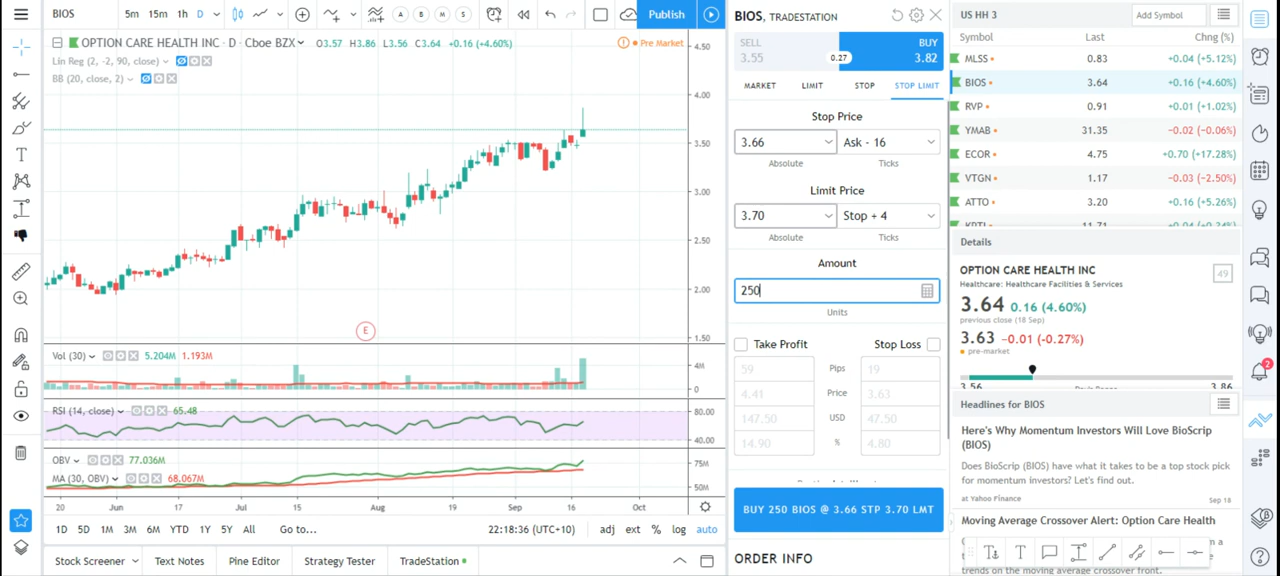 BIOS 5m 15m 1h D A B M S Publish
OPTION CARE HEALTH INC · D · Cboe BZX O3.57 H3.86 L3.56 C3.64 +0.16 (+4.60%)
Pre Market
Lin Reg (2, -2, 90, close)
BB (20, close, 2)
4.50
4.00
3.50
3.00
2.50
2.00
1.50
E
Vol (30) 5.204M 1.193M
4M
0
RSI (14, close) 65.48
80.00
40.00
OBV 77.036M
MA (30, OBV) 68.067M
75M
50M
20 Jun 17 Jul 15 Aug 19 Sep 16 Oct
1D 5D 1M 3M 6M YTD 1Y 5Y All Go to... 22:18:36 (UTC+10) adj ext % log auto
Stock Screener Text Notes Pine Editor Strategy Tester TradeStation
BIOS, TRADESTATION
SELL
3.55
0.27
BUY
3.82
MARKET LIMIT STOP STOP LIMIT
Stop Price
3.66 Ask - 16
Absolute Ticks
Limit Price
3.70 Stop + 4
Absolute Ticks
Amount
250
Units
Take Profit Stop Loss
59 Pips 19
4.41 Price 3.63
147.50 USD 47.50
14.90 % 4.80
BUY 250 BIOS @ 3.66 STP 3.70 LMT
ORDER INFO
US HH 3 Add Symbol
Symbol Last Chng (%)
MLSS 0.83 +0.04 (+5.12%)
BIOS 3.64 +0.16 (+4.60%)
RVP 0.91 +0.01 (+1.02%)
YMAB 31.35 −0.02 (−0.06%)
ECOR 4.75 +0.70 (+17.28%)
VTGN 1.17 −0.03 (−2.50%)
ATTO 3.20 +0.16 (+5.26%)
Details
OPTION CARE HEALTH INC 49
Healthcare: Healthcare Facilities & Services
3.64 0.16 (4.60%)
previous close (18 Sep)
3.63 −0.01 (−0.27%)
pre-market
3.56 3.86
Headlines for BIOS
Here's Why Momentum Investors Will Love BioScrip
(BIOS)
Does BioScrip (BIOS) have what it takes to be a top stock pick
for momentum investors? Let's find out.
at Yahoo Finance Sep 18
Moving Average Crossover Alert: Option Care Health
2